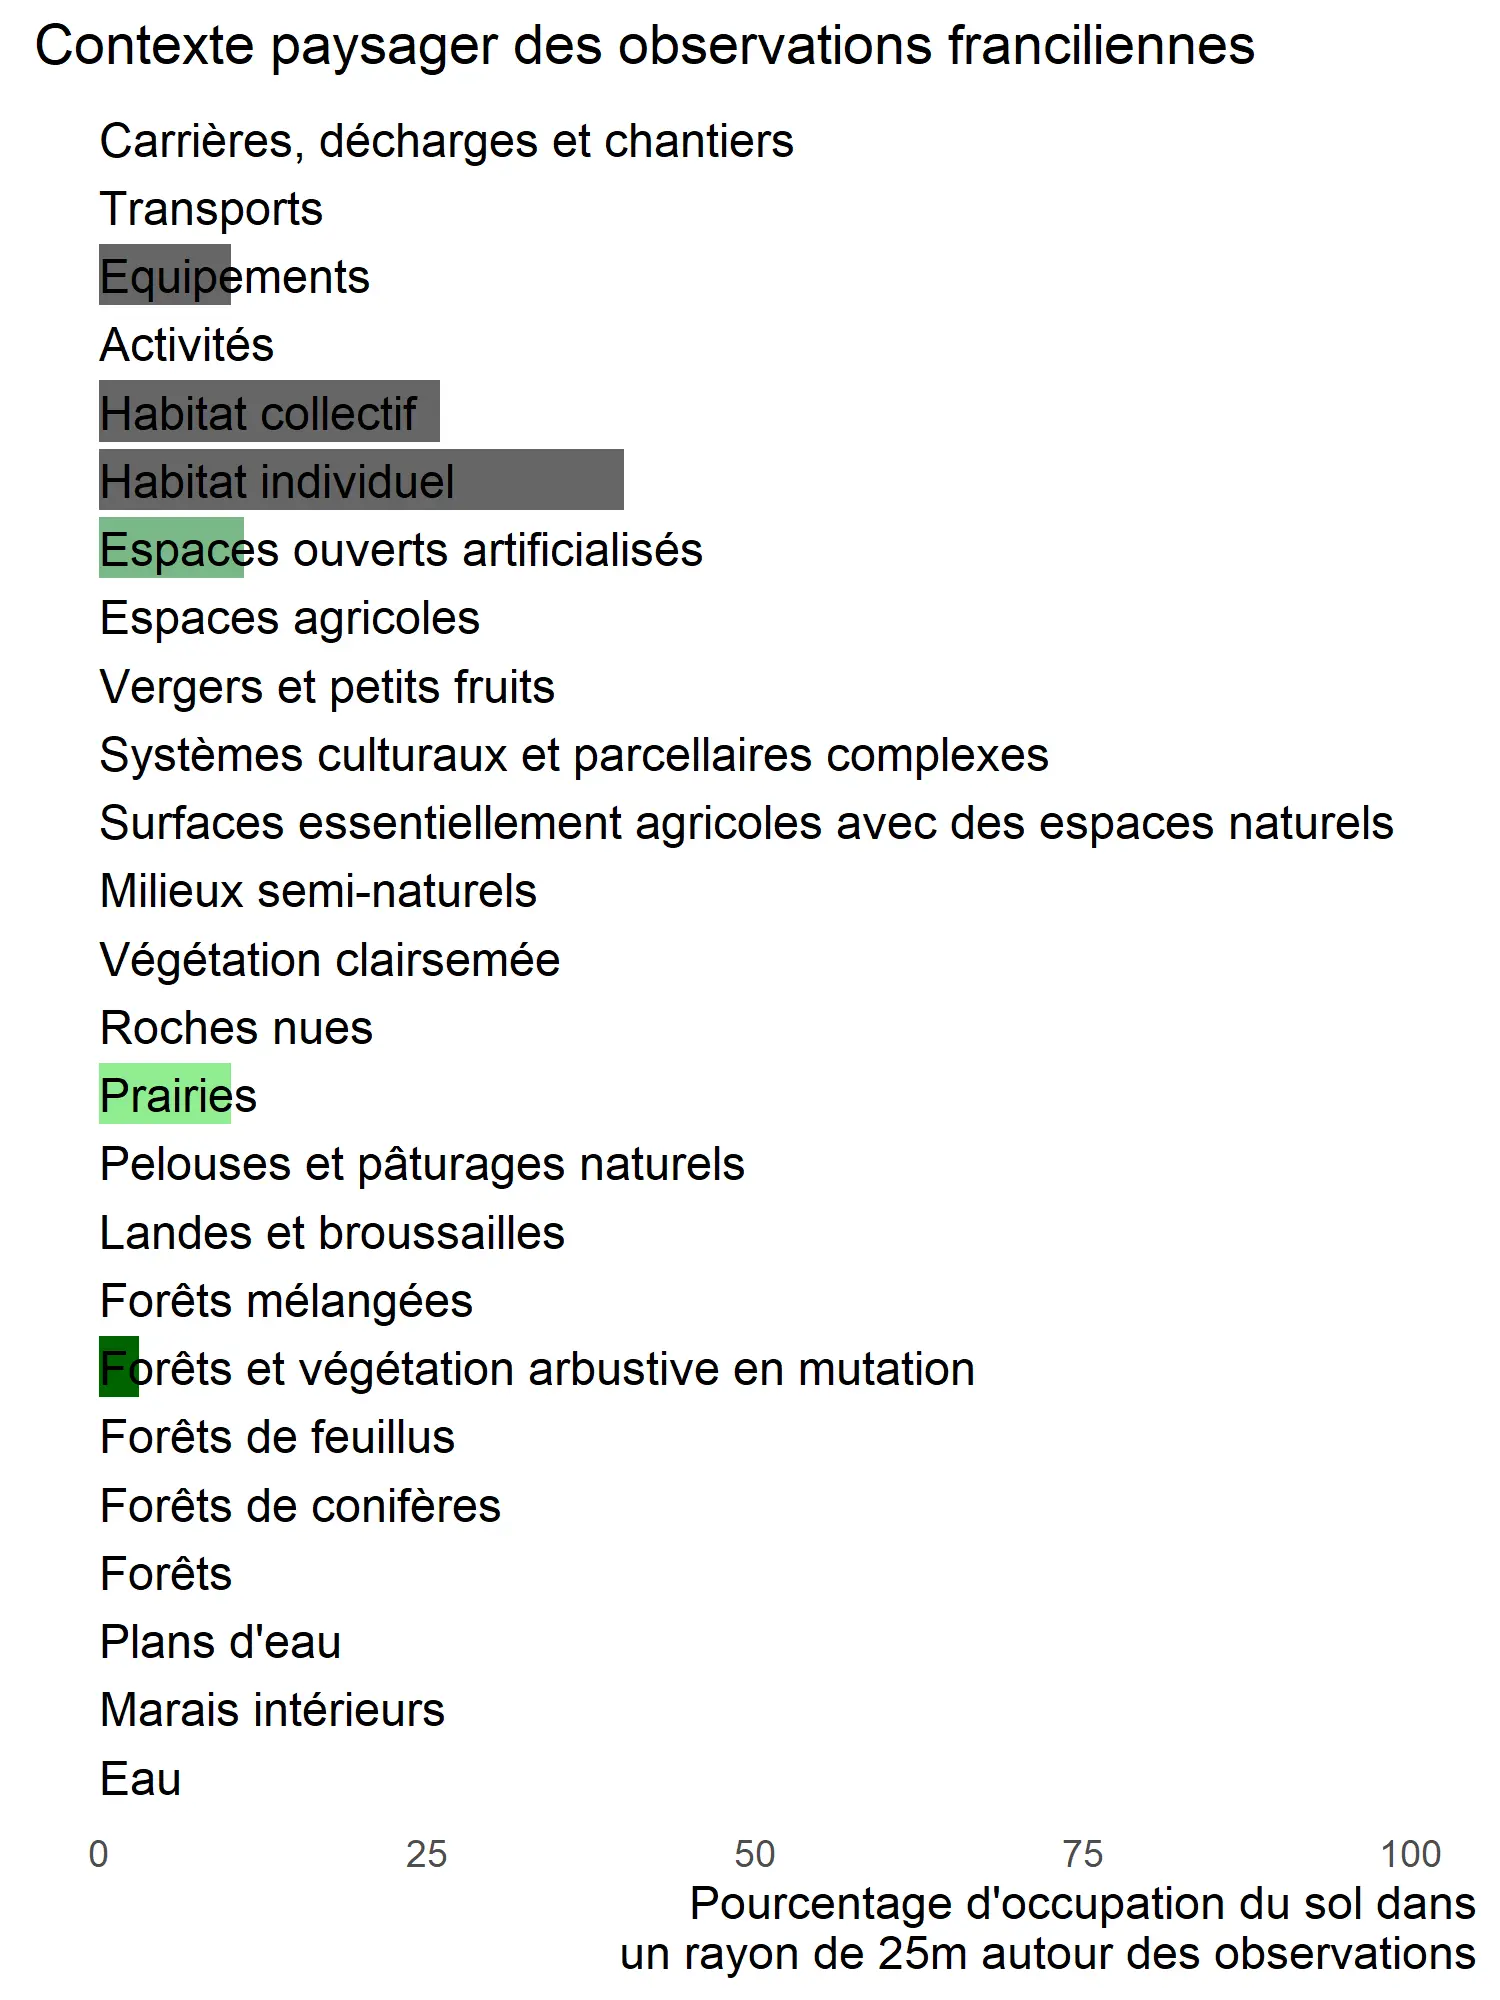 Contexte paysager des observations franciliennes
Carrières, décharges et chantiers
Transports
Equipements
Activités
Habitat collectif
Habitat individuel
Espaces ouverts artificialisés
Espaces agricoles
Vergers et petits fruits
Systèmes culturaux et parcellaires complexes
Surfaces essentiellement agricoles avec des espaces naturels
Milieux semi-naturels
Végétation clairsemée
Roches nues
Prairies
Pelouses et pâturages naturels
Landes et broussailles
Forêts mélangées
Forêts et végétation arbustive en mutation
Forêts de feuillus
Forêts de conifères
Forêts
Plans d'eau
Marais intérieurs
Eau
0 25 50 75 100
Pourcentage d'occupation du sol dans
un rayon de 25m autour des observations